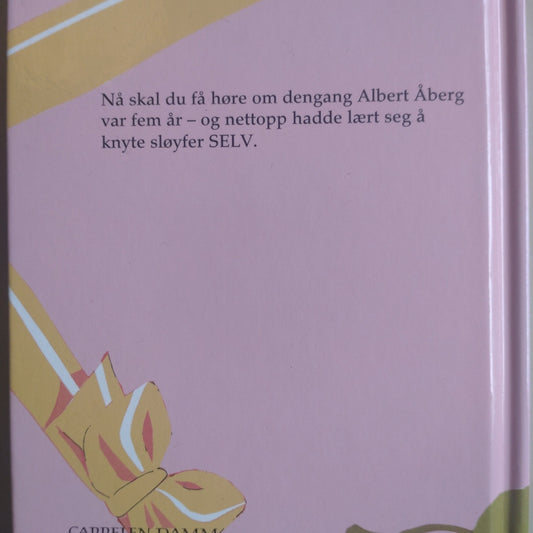 Nå skal du få høre om dengang Albert Åberg
var fem år – og nettopp hadde lært seg å
knyte sløyfer SELV.
CAPPELEN DAMM